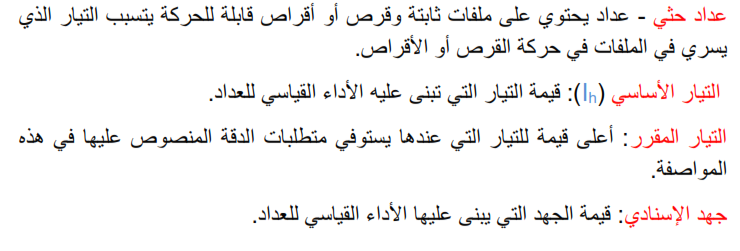 عداد حثي - عداد يحتوي على ملفات ثابتة وقرص أو أقراص قابلة للحركة يتسبب التيار الذي
يسري في الملفات في حركة القرص أو الأقراص.
التيار الأساسي (Ih): قيمة التيار التي تبنى عليه الأداء القياسي للعداد.
التيار المقرر: أعلى قيمة للتيار التي عندها يستوفي متطلبات الدقة المنصوص عليها في هذه
المواصفة.
جهد الإسنادي: قيمة الجهد التي يبنى عليها الأداء القياسي للعداد.